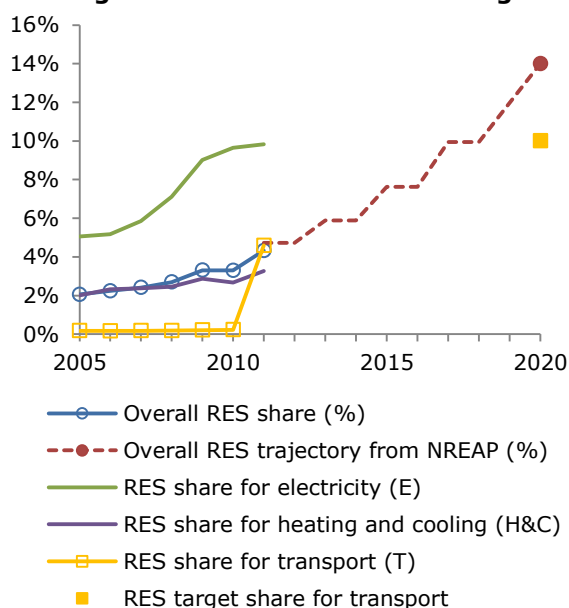 16%
14%
12%
10%
8%
6%
4%
2%
0%
2005 2010 2015 2020
Overall RES share (%)
Overall RES trajectory from NREAP (%)
RES share for electricity (E)
RES share for heating and cooling (H&C)
RES share for transport (T)
RES target share for transport